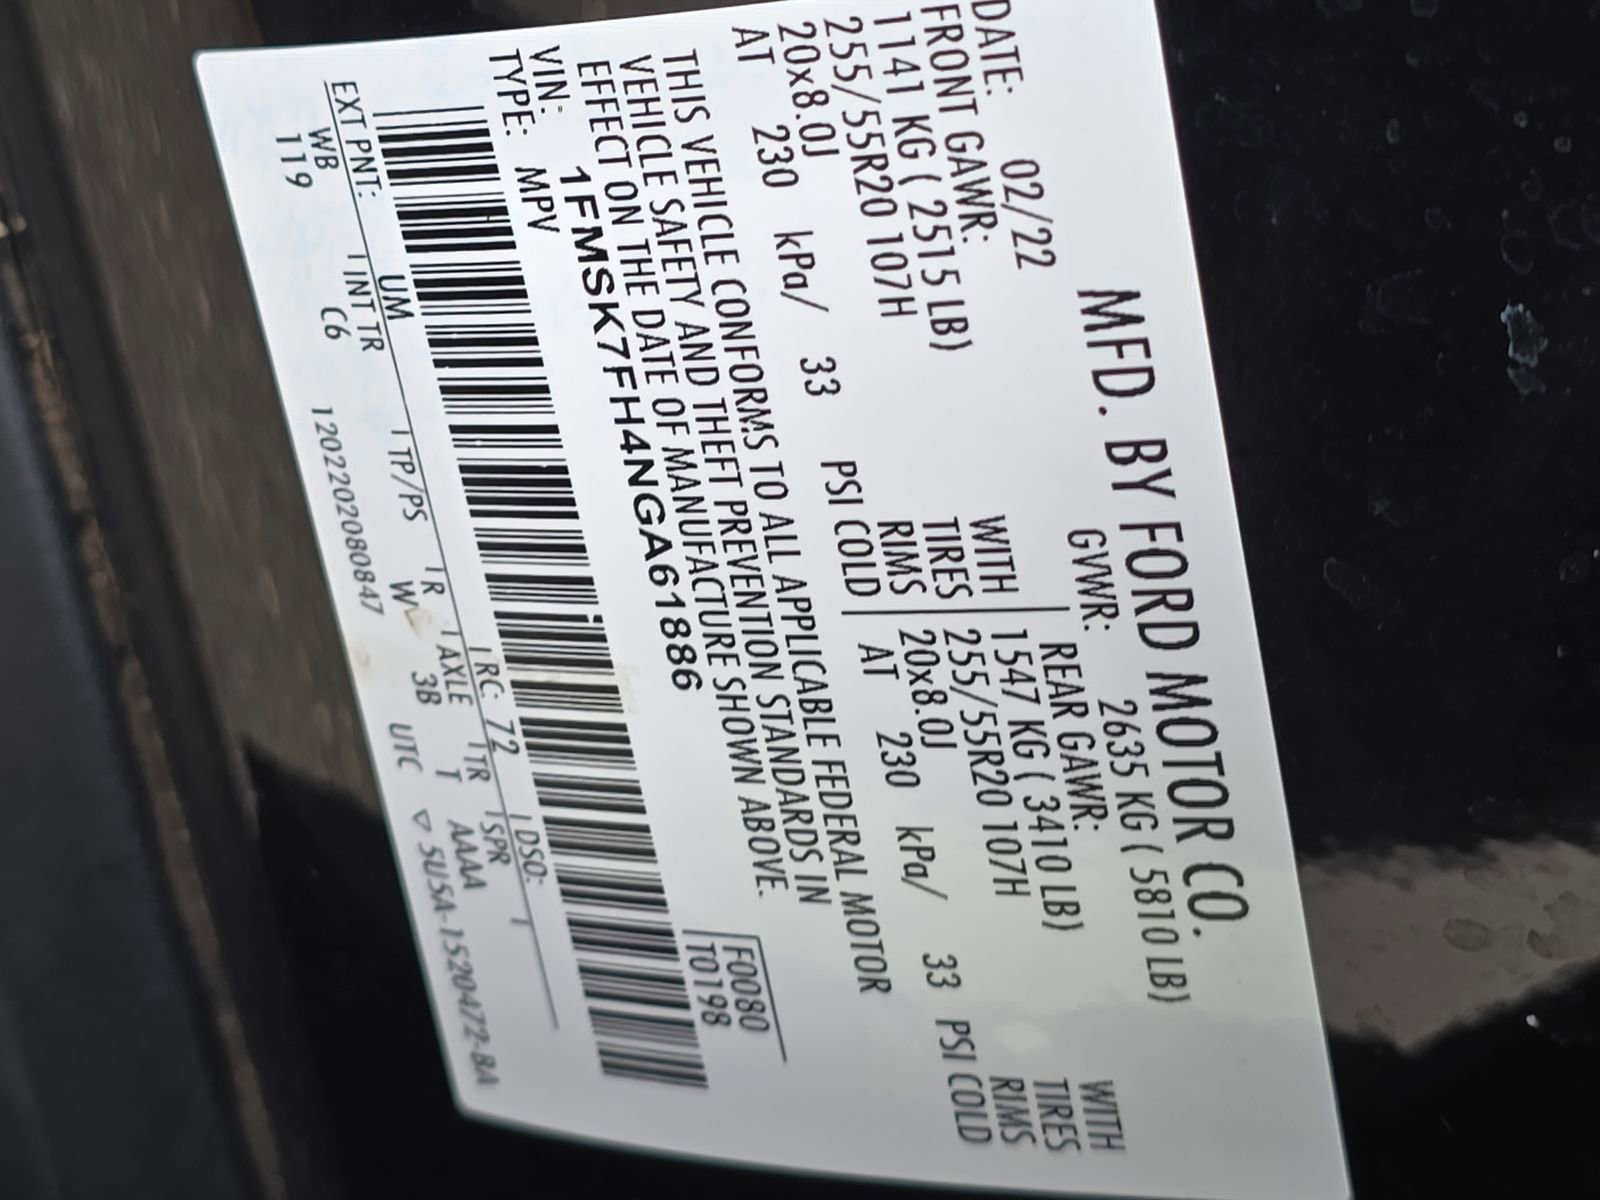 MFD. BY FORD MOTOR CO.
DATE: 02/22 GVWR: 2635 KG ( 5810 LB)
FRONT GAWR: WITH REAR GAWR: WITH
1141 KG ( 2515 LB) TIRES 1547 KG ( 3410 LB) TIRES
255/55R20 107H RIMS 255/55R20 107H RIMS
20x8.0J 20x8.0J
AT 230 kPa/ 33 PSI COLD AT 230 kPa/ 33 PSI COLD
THIS VEHICLE CONFORMS TO ALL APPLICABLE FEDERAL MOTOR
VEHICLE SAFETY AND THEFT PREVENTION STANDARDS IN
EFFECT ON THE DATE OF MANUFACTURE SHOWN ABOVE.
VIN: 1FMSK7FH4NGA61886 F0080
TYPE: MPV T0198
EXT PNT: UM RC: 72 DSO:
WB INT TR TP/PS R AXLE TR SPR
119 C6 W 3B T AAAA
1202202080847 UTC ▽ 5U5A-1520472-BA